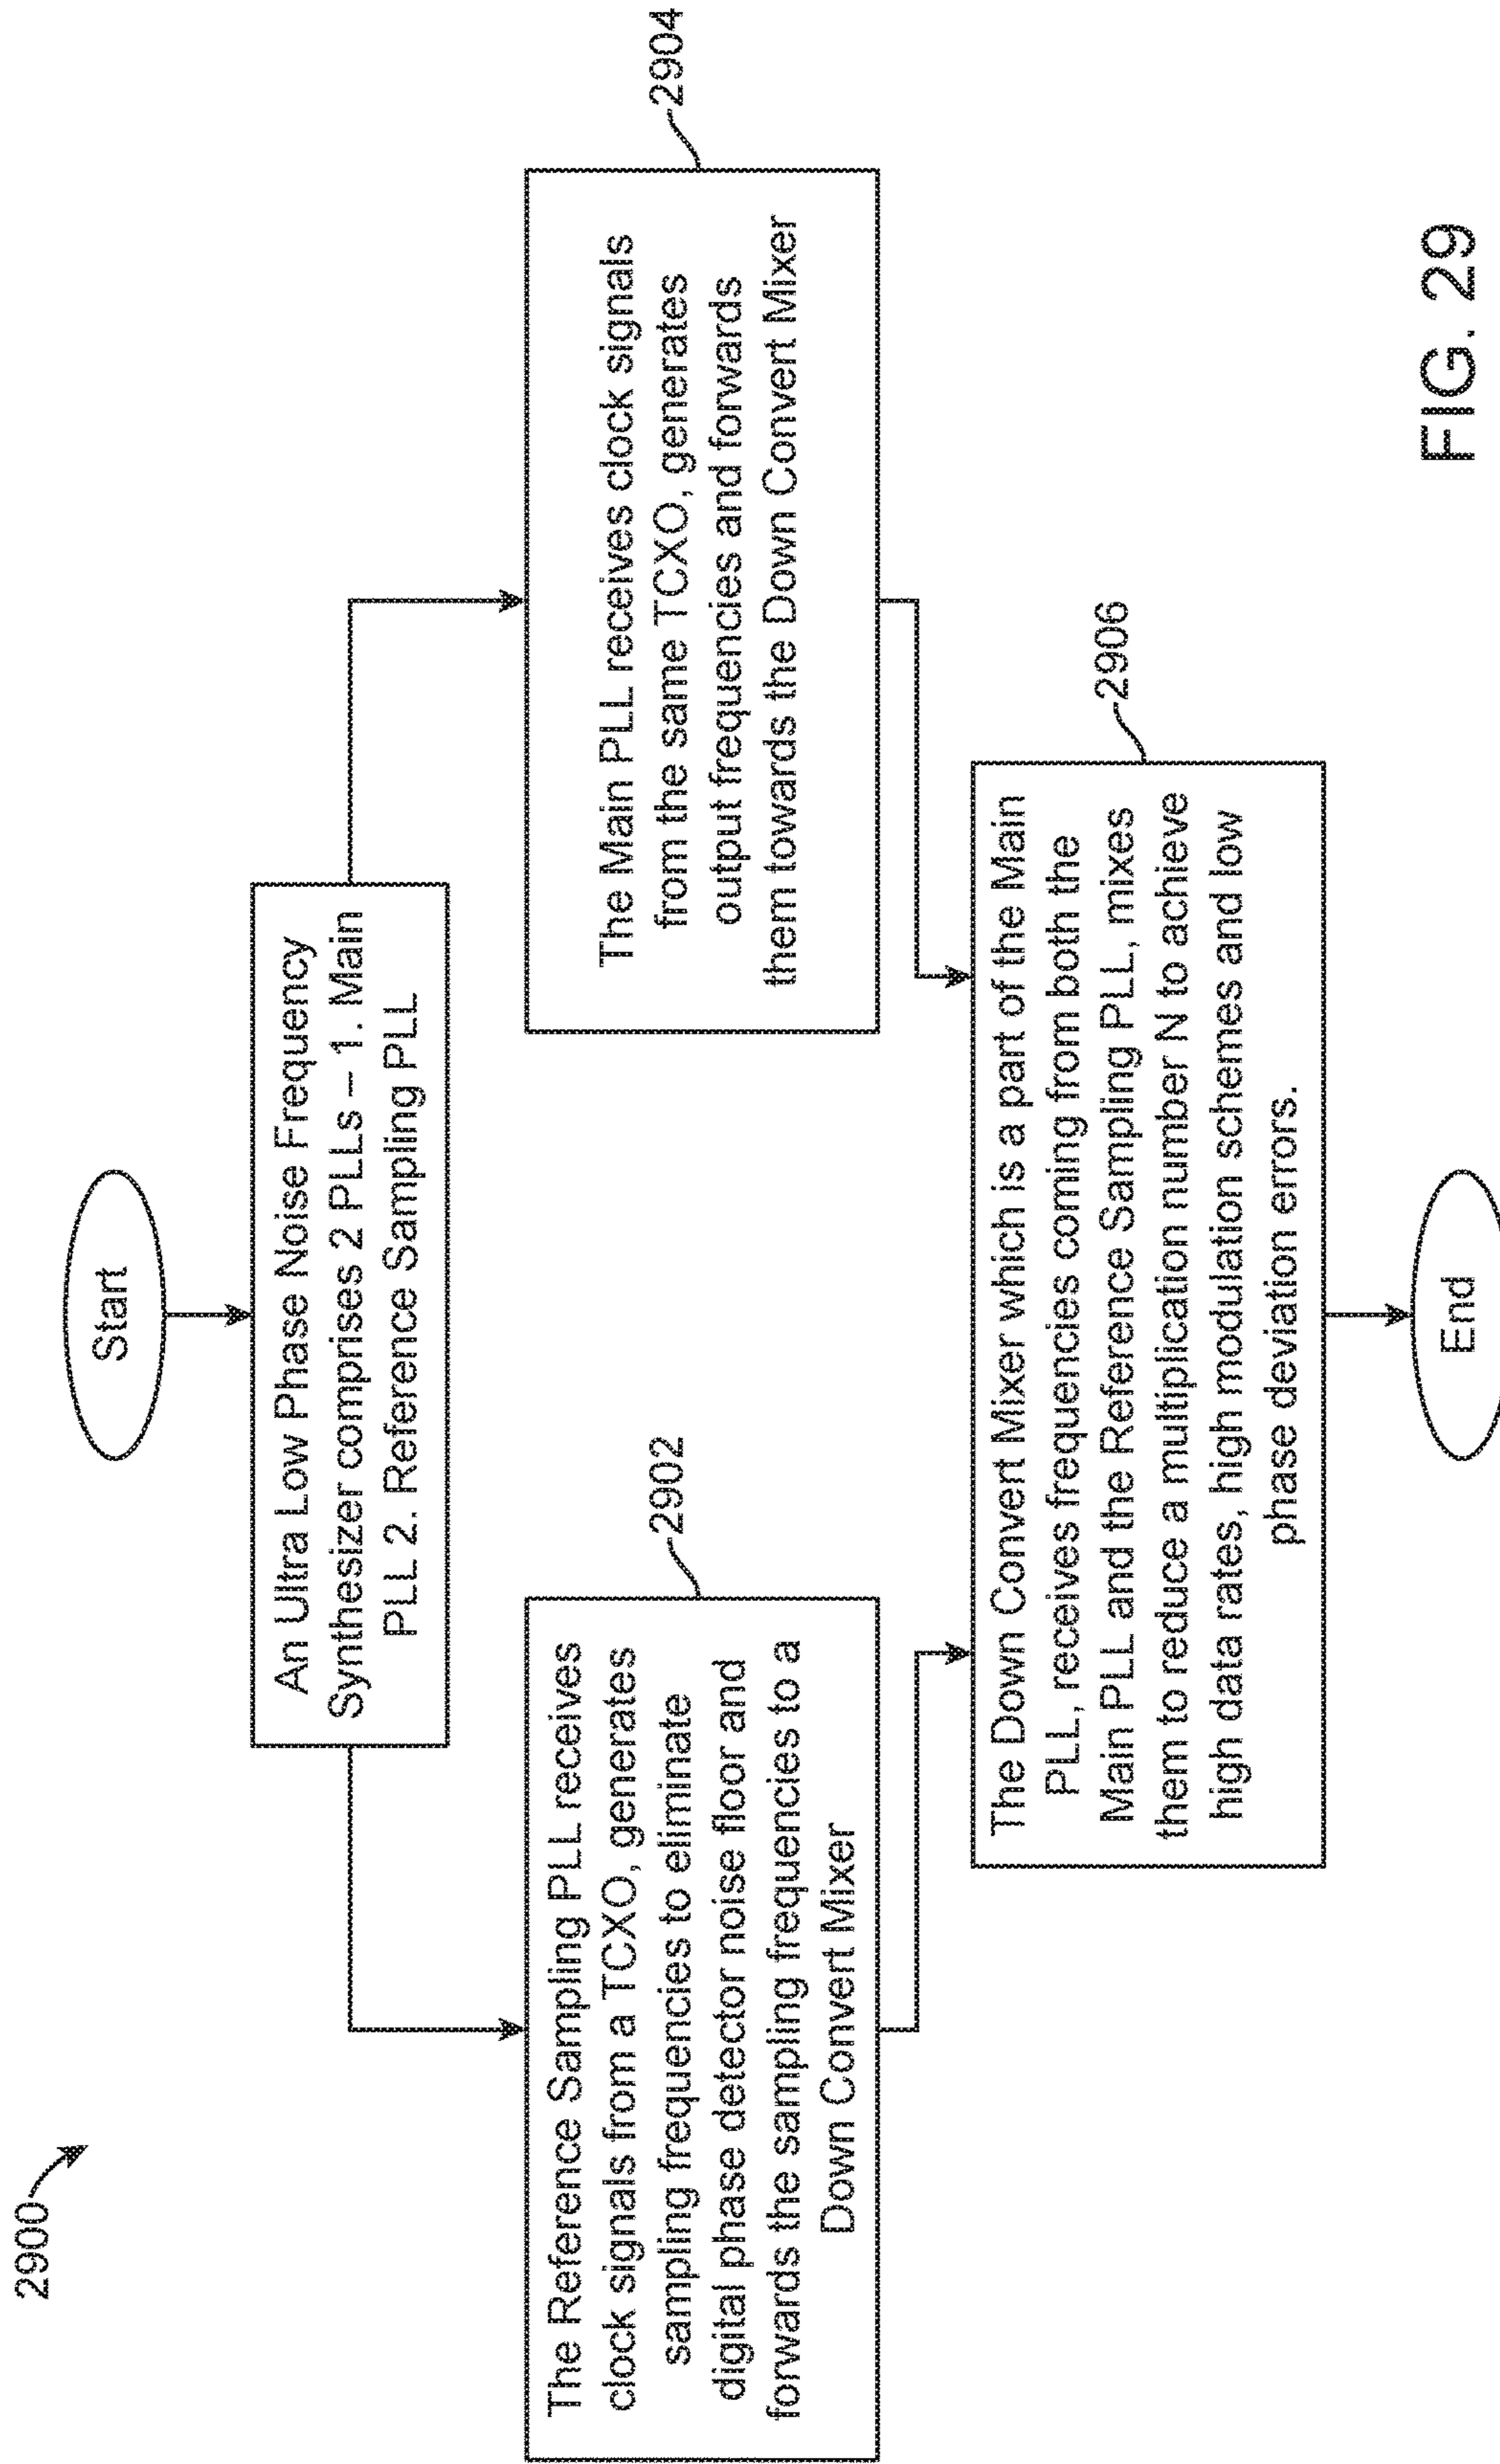 2900
Start
An Ultra Low Phase Noise Frequency
Synthesizer comprises 2 PLLs – 1. Main
PLL 2. Reference Sampling PLL
2902
The Reference Sampling PLL receives
clock signals from a TCXO, generates
sampling frequencies to eliminate
digital phase detector noise floor and
forwards the sampling frequencies to a
Down Convert Mixer
2904
The Main PLL receives clock signals
from the same TCXO, generates
output frequencies and forwards
them towards the Down Convert Mixer
2906
The Down Convert Mixer which is a part of the Main
PLL, receives frequencies coming from both the
Main PLL and the Reference Sampling PLL, mixes
them to reduce a multiplication number N to achieve
high data rates, high modulation schemes and low
phase deviation errors.
End
FIG. 29